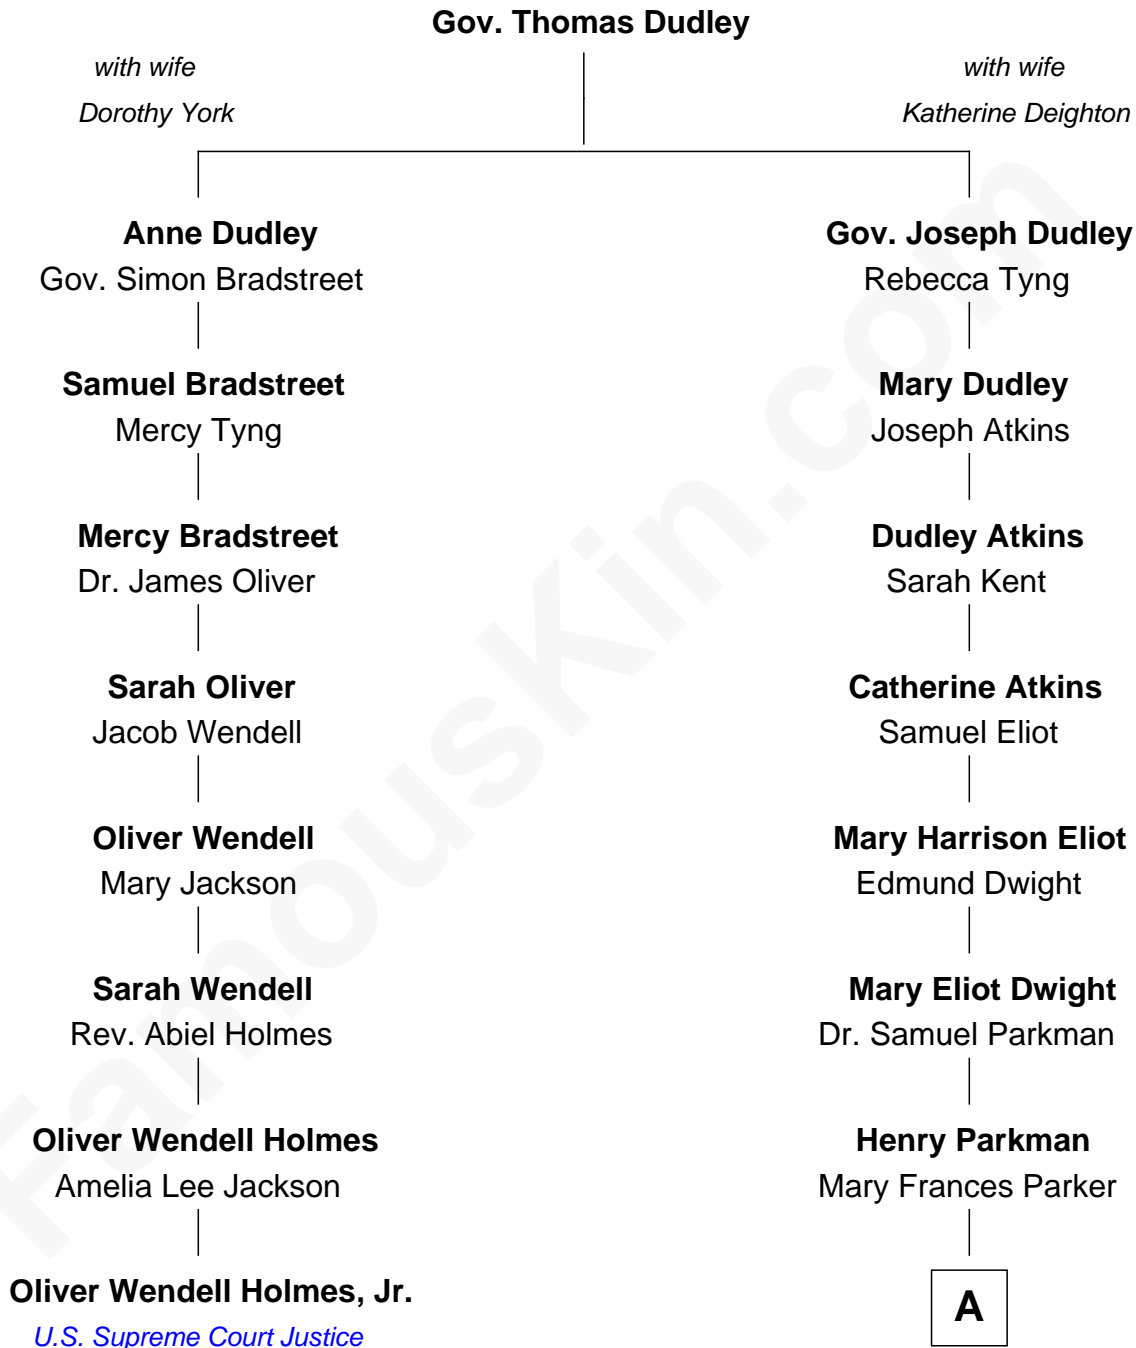 Gov. Thomas Dudley
with wife
Dorothy York
with wife
Katherine Deighton
Anne Dudley
Gov. Simon Bradstreet
Gov. Joseph Dudley
Rebecca Tyng
Samuel Bradstreet
Mercy Tyng
Mary Dudley
Joseph Atkins
Mercy Bradstreet
Dr. James Oliver
Dudley Atkins
Sarah Kent
Sarah Oliver
Jacob Wendell
Catherine Atkins
Samuel Eliot
Oliver Wendell
Mary Jackson
Mary Harrison Eliot
Edmund Dwight
Sarah Wendell
Rev. Abiel Holmes
Mary Eliot Dwight
Dr. Samuel Parkman
Oliver Wendell Holmes
Amelia Lee Jackson
Henry Parkman
Mary Frances Parker
Oliver Wendell Holmes, Jr.
U.S. Supreme Court Justice
A
FamousKin.com